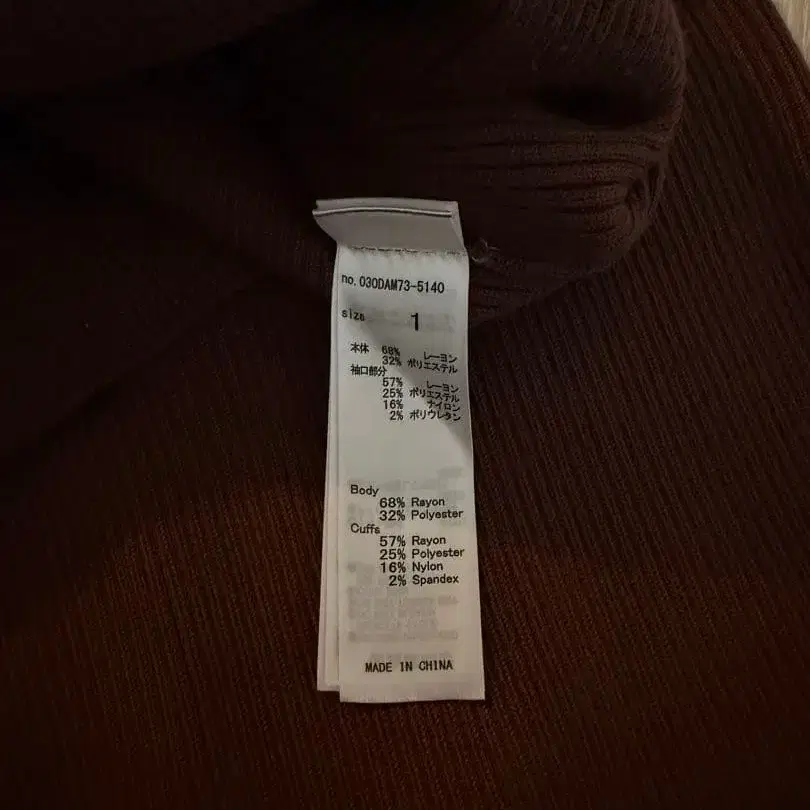 no. 030DAM73-5140
size 1
本体 68% レーヨン
32% ポリエステル
袖口部分
57% レーヨン
25% ポリエステル
16% ナイロン
2% ポリウレタン
Body
68% Rayon
32% Polyester
Cuffs
57% Rayon
25% Polyester
16% Nylon
2% Spandex
MADE IN CHINA